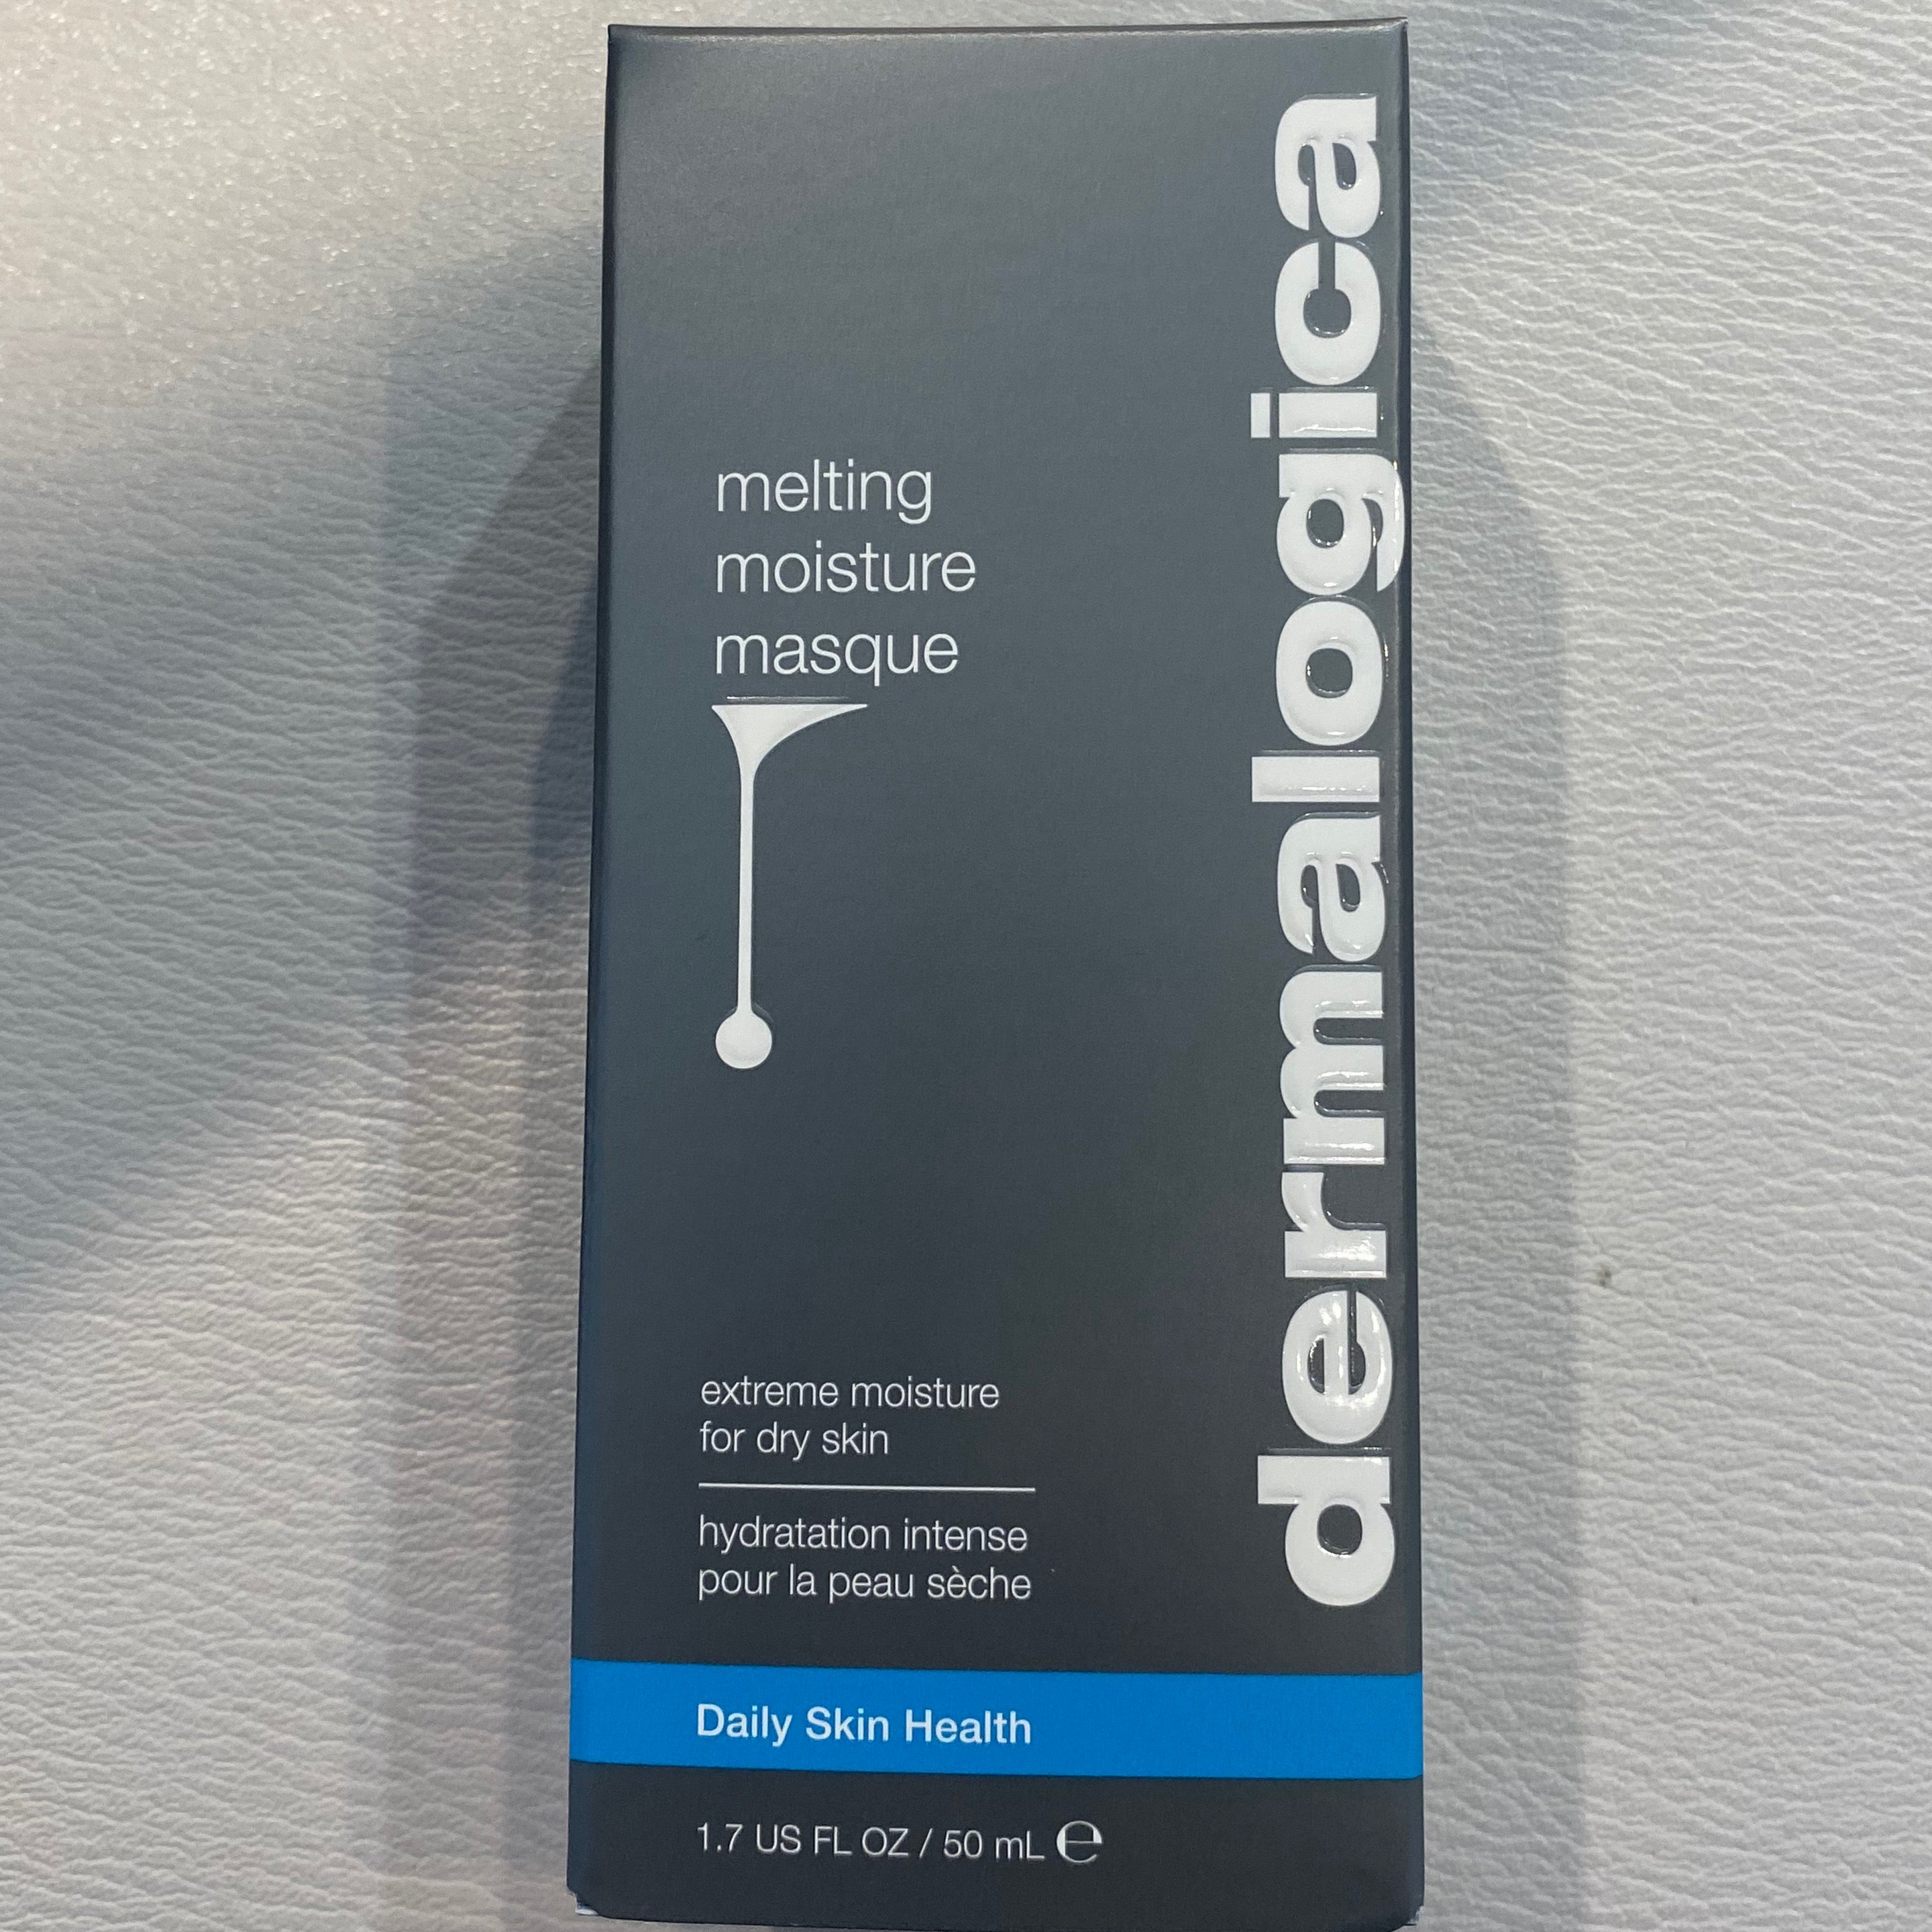 melting
moisture
masque
dermalogica
extreme moisture
for dry skin
hydratation intense
pour la peau sèche
Daily Skin Health
1.7 US FL OZ / 50 mL ℮